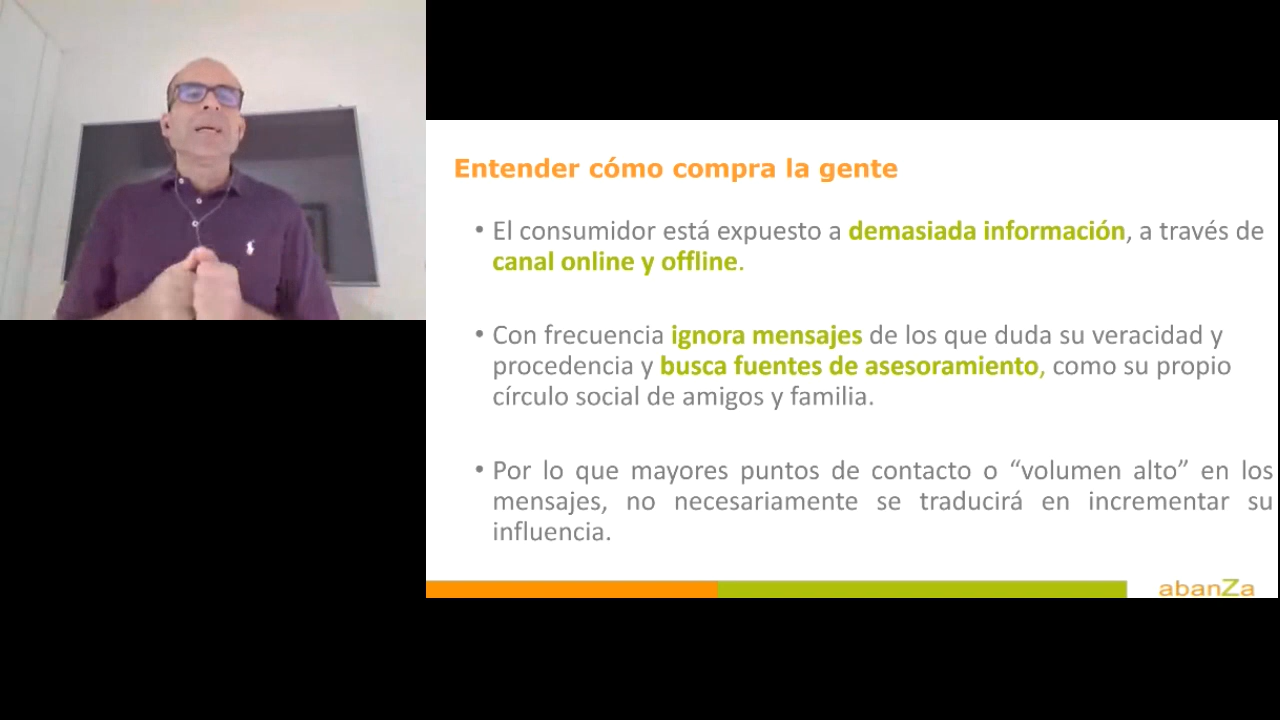 Entender cómo compra la gente
• El consumidor está expuesto a demasiada información, a través de
canal online y offline.
• Con frecuencia ignora mensajes de los que duda su veracidad y
procedencia y busca fuentes de asesoramiento, como su propio
círculo social de amigos y familia.
• Por lo que mayores puntos de contacto o “volumen alto” en los
mensajes, no necesariamente se traducirá en incrementar su
influencia.
abanZa